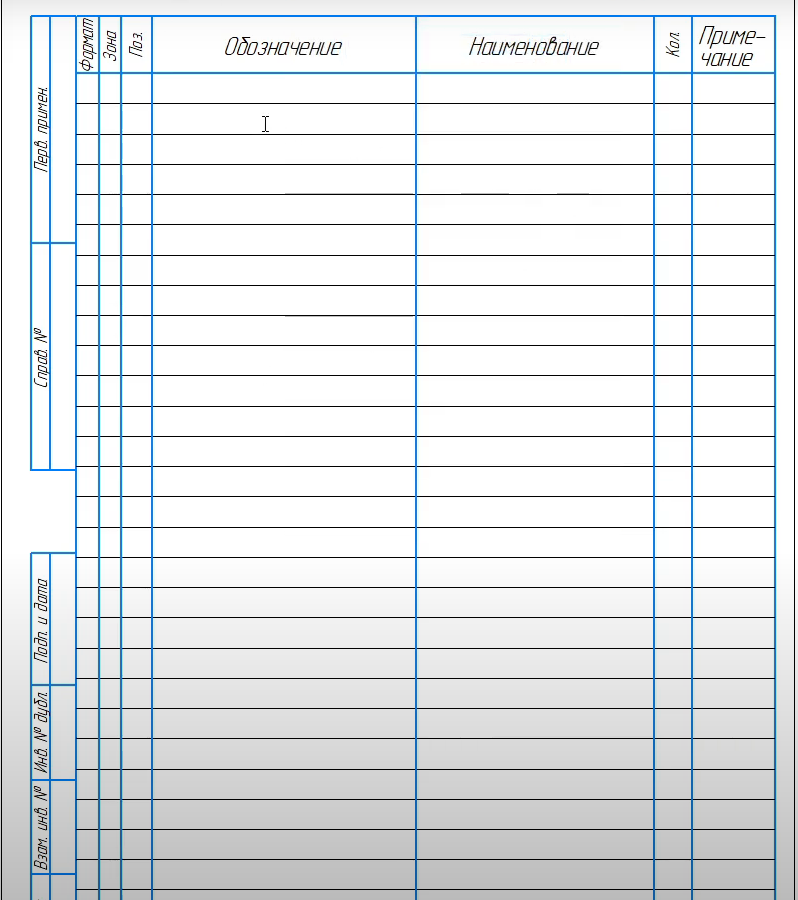 Формат
Зона
Поз.
Обозначение
Наименование
Кол.
Приме-
чание
Перв. примен.
Справ. №
Подп. и дата
Инв. № дубл.
Взам. инв. №